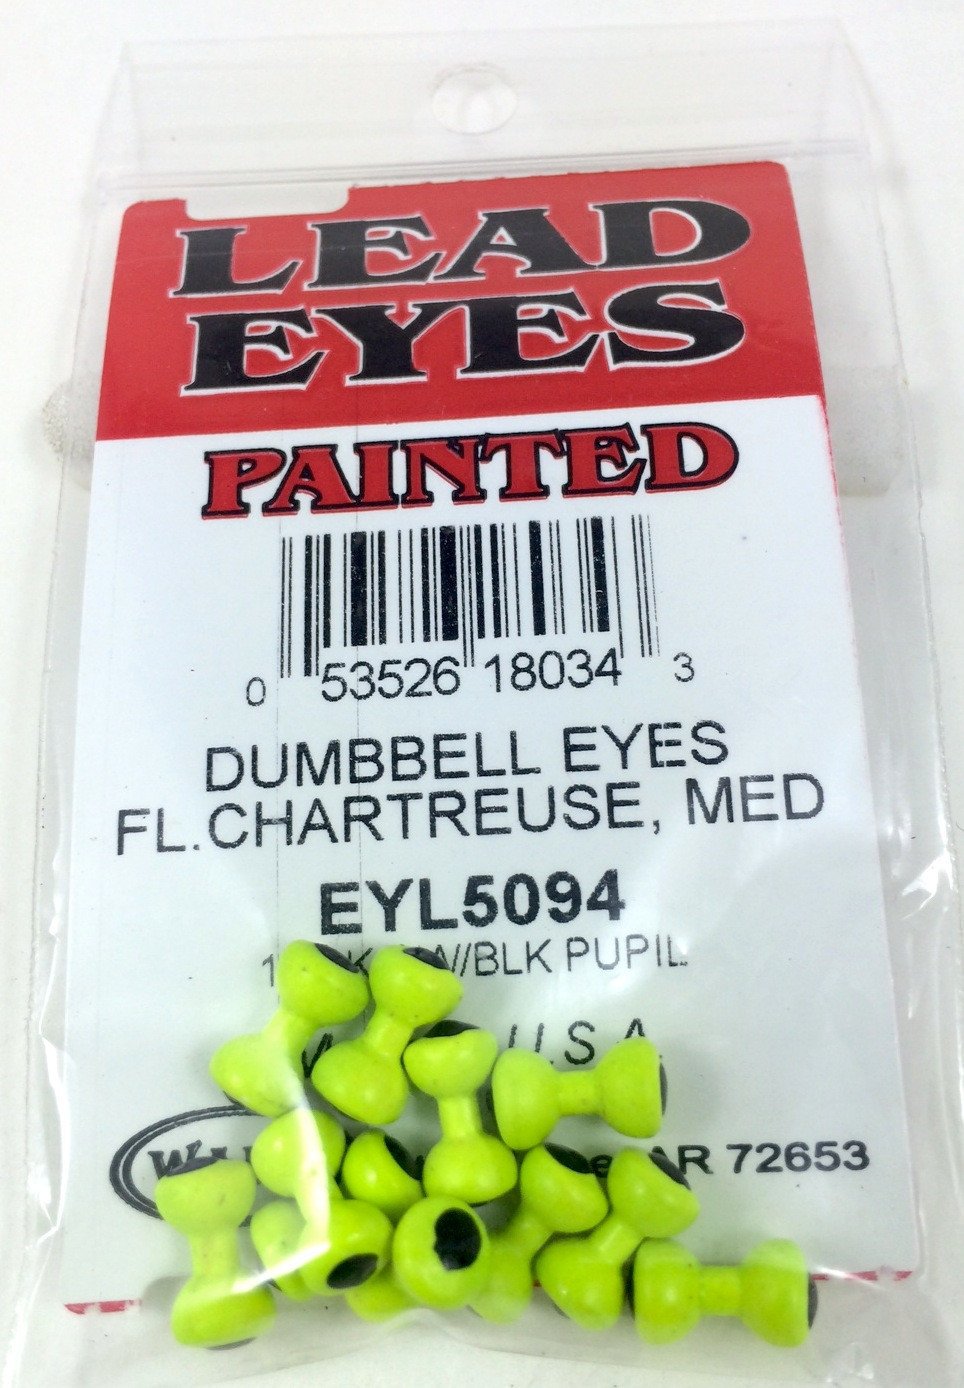 LEAD
EYES
PAINTED
0 53526 18034 3
DUMBBELL EYES
FL.CHARTREUSE, MED
EYL5094
W/BLK PUPIL
U.S.A.
AR 72653